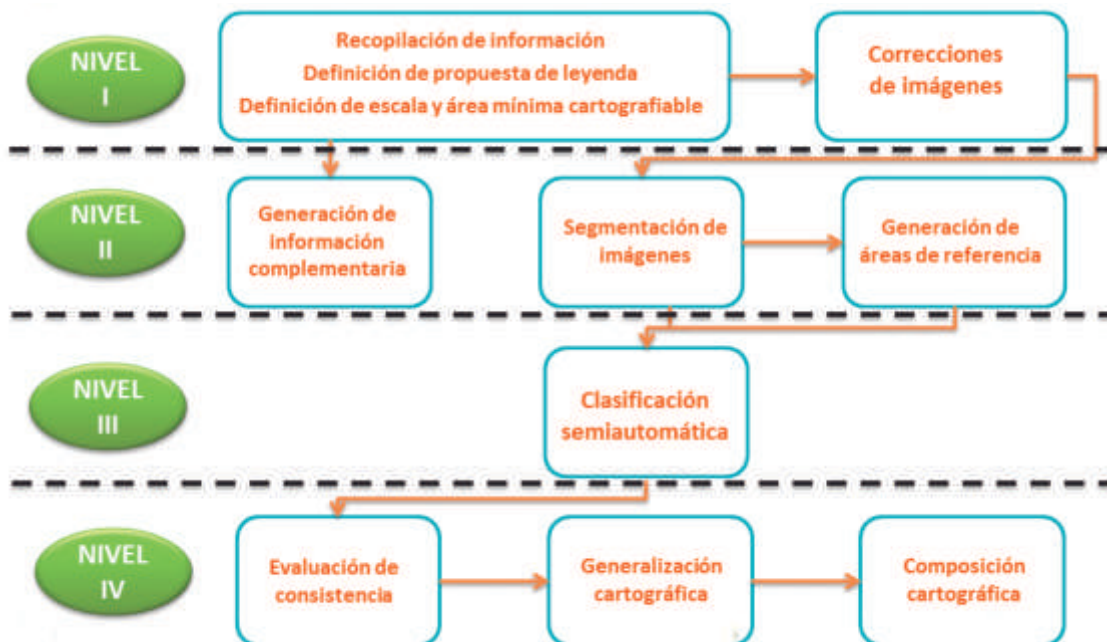 NIVEL
I
Recopilación de información
Definición de propuesta de leyenda
Definición de escala y área mínima cartografiable
Correcciones
de imágenes
NIVEL
II
Generación de
información
complementaria
Segmentación de
imágenes
Generación de
áreas de referencia
NIVEL
III
Clasificación
semiautomática
NIVEL
IV
Evaluación de
consistencia
Generalización
cartográfica
Composición
cartográfica